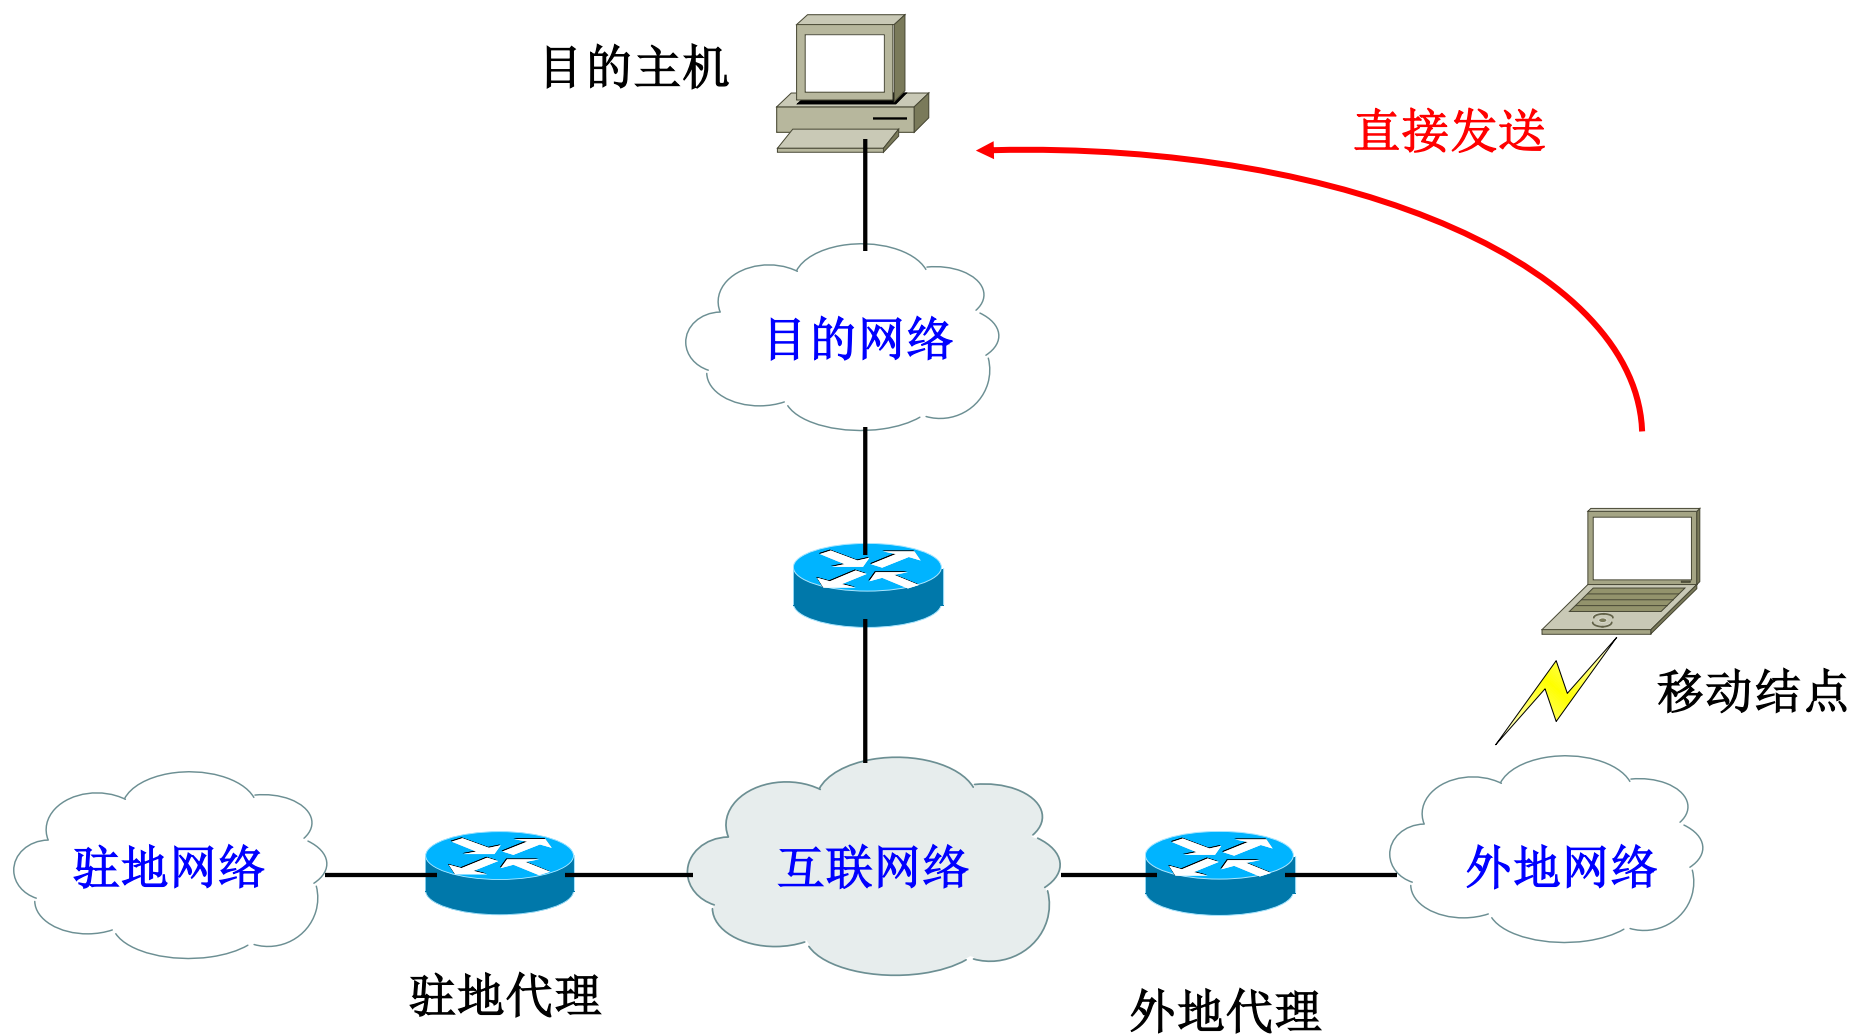 目的主机
直接发送
目的网络
移动结点
驻地网络
互联网络
外地网络
驻地代理
外地代理